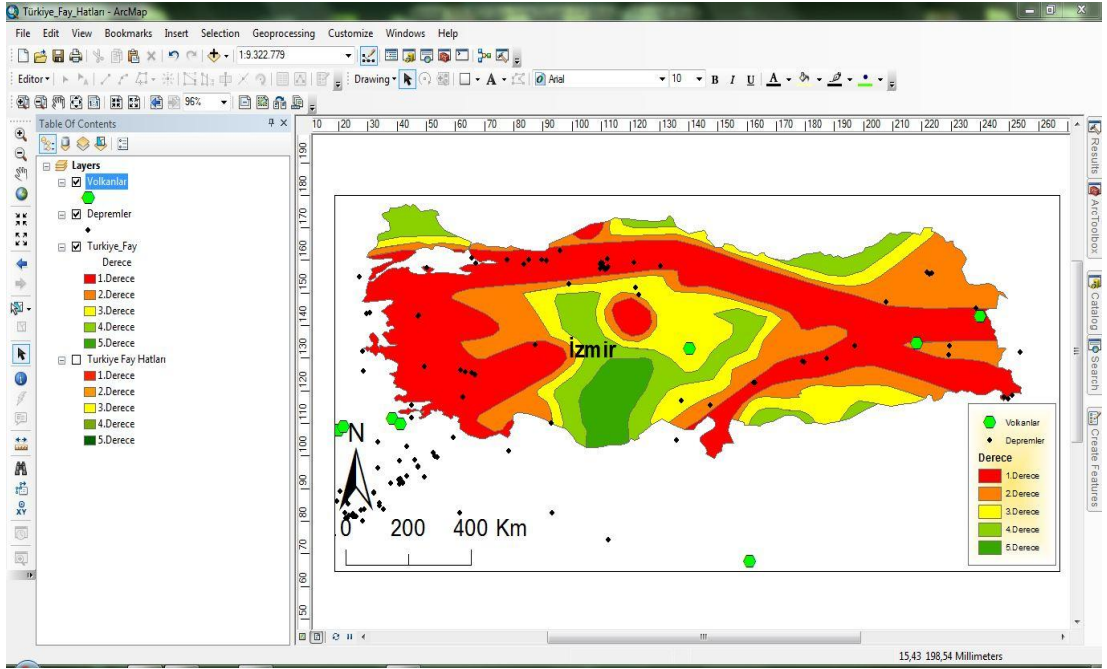 Türkiye_Fay_Hatları - ArcMap
File Edit View Bookmarks Insert Selection Geoprocessing Customize Windows Help
1:9.322.779
Editor Drawing Arial 10 B I U A
96%
Table Of Contents
Layers
Volkanlar
Depremler
Turkiye_Fay
Derece
1.Derece
2.Derece
3.Derece
4.Derece
5.Derece
Turkiye Fay Hatları
1.Derece
2.Derece
3.Derece
4.Derece
5.Derece
10 20 30 40 50 60 70 80 90 100 110 120 130 140 150 160 170 180 190 200 210 220 230 240 250 260
190
180
170
160
150
140
130
120
110
100
90
80
70
60
50
İzmir
N
0 200 400 Km
Volkanlar
Depremler
Derece
1.Derece
2.Derece
3.Derece
4.Derece
5.Derece
Results
ArcToolbox
Catalog
Search
Create Features
15,43 198,54 Millimeters